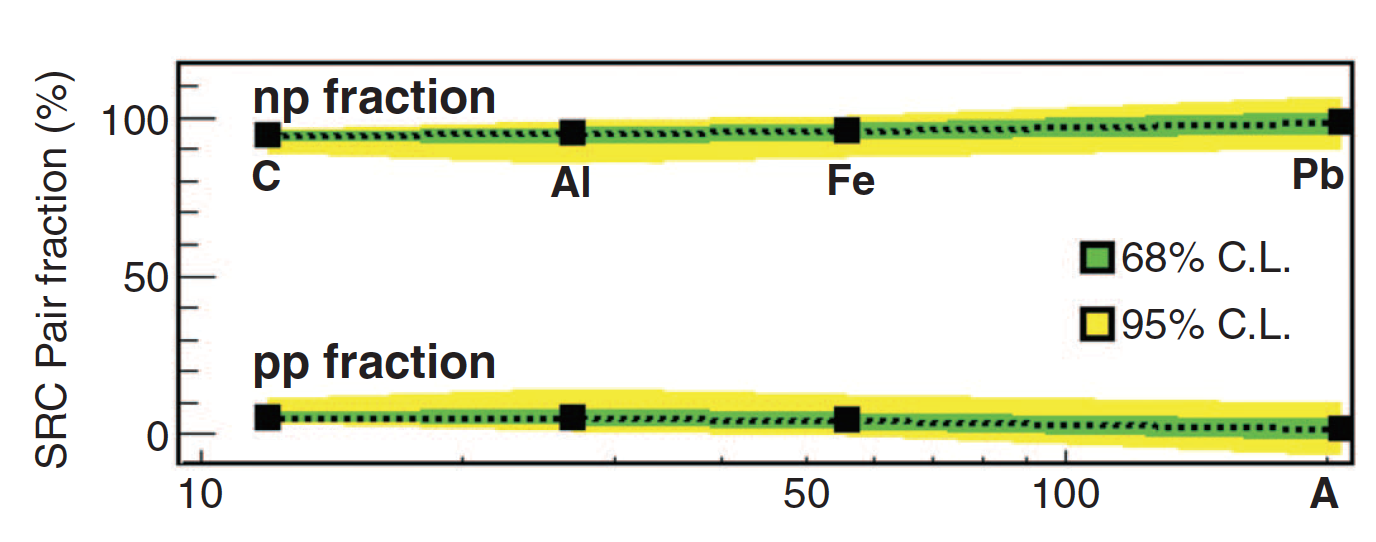 SRC Pair fraction (%)
np fraction
100
C
Al
Fe
Pb
68% C.L.
50
95% C.L.
pp fraction
0
10
50
100
A